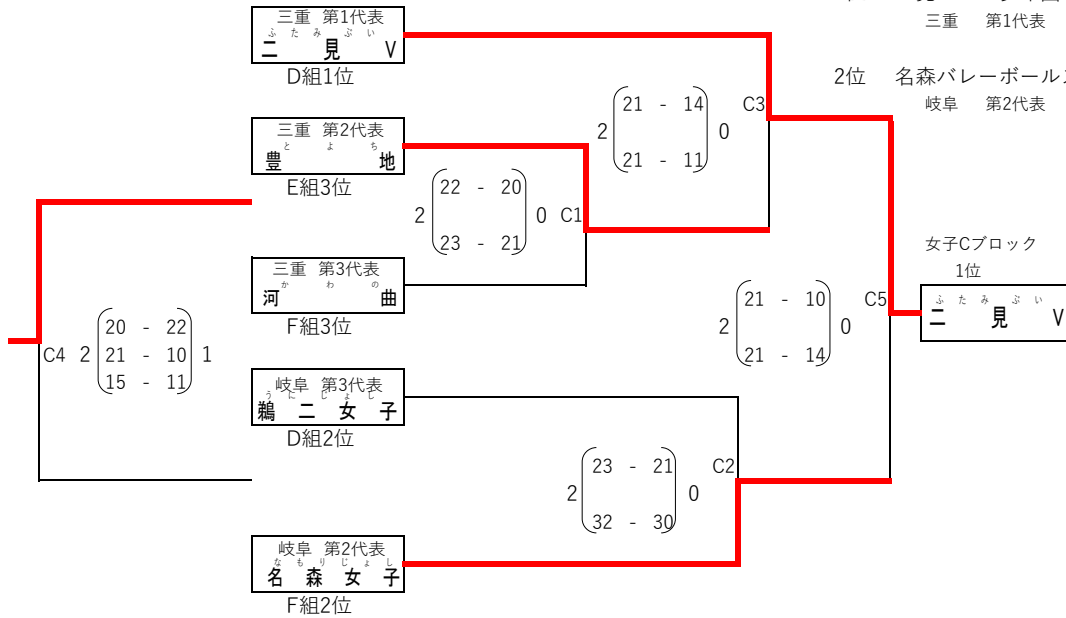 三重 第1代表
ふたみぶい
二見V
D組1位
三重 第2代表
とよち
豊地
E組3位
三重 第3代表
かわの
河曲
F組3位
岐阜 第3代表
うにじょし
鵜二女子
D組2位
岐阜 第2代表
なもりじょし
名森女子
F組2位
C4 2 20 - 22 1
21 - 10
15 - 11
2 22 - 20 0 C1
23 - 21
2 21 - 14 0 C3
21 - 11
2 23 - 21 0 C2
32 - 30
2 21 - 10 0 C5
21 - 14
三重 第1代表
2位 名森バレーボール
岐阜 第2代表
女子Cブロック
1位
ふたみぶい
二見V